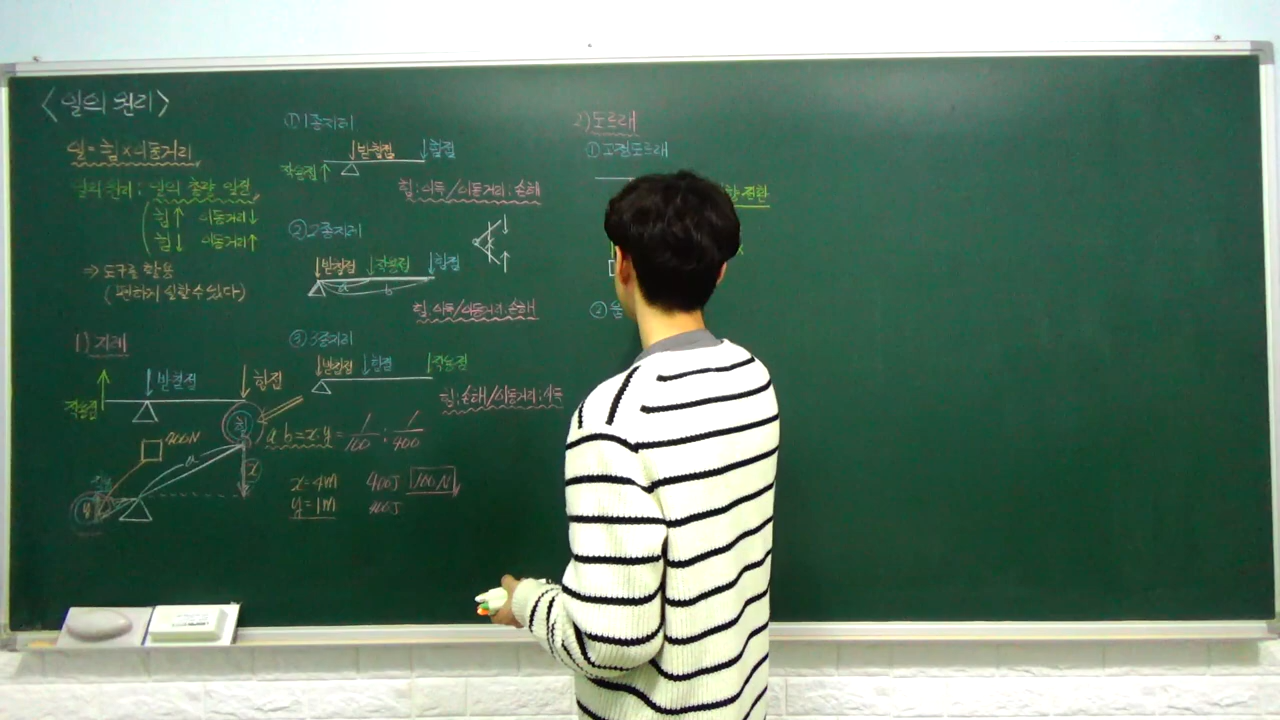 <일의 원리>
일 = 힘 × 이동거리
일의 원리 : 일의 총량 일정
힘↑ 이동거리↓
힘↓ 이동거리↑
⇒ 도구를 활용
(편하게 일할 수 있다)
1) 지레
↓받침점 ↓힘점
작용점
400N
힘
a
x
y
① 1종지레
↓받침점 ↓힘점
작용점↑
힘:이득/이동거리:손해
② 2종지레
↓받침점 ↓작용점 ↓힘점
a b
힘:이득/이동거리:손해
③ 3종지레
↓받침점 ↓힘점 ↓작용점
힘:손해/이동거리:이득
a:b = x:y = 1/100 : 1/400
x=4m 400J 100N
y=1m 400J
2) 도르래
① 고정도르래
전환
② 움